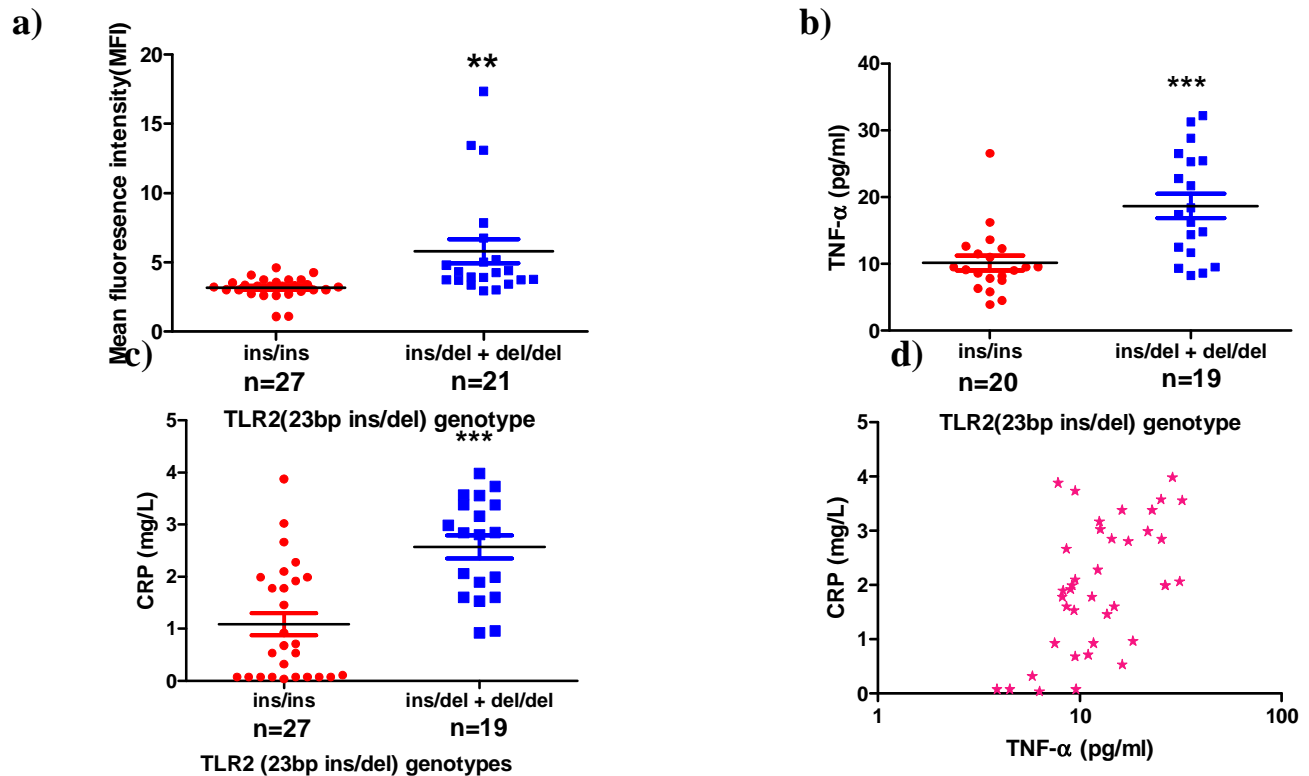 a)
Mean fluoresence intensity(MFI)
20
15
10
5
0
**
ins/ins
ins/del + del/del
n=27
n=21
TLR2(23bp ins/del) genotype
b)
TNF-α (pg/ml)
40
30
20
10
0
***
ins/ins
ins/del + del/del
n=20
n=19
TLR2(23bp ins/del) genotype
c)
CRP (mg/L)
5
4
3
2
1
0
***
ins/ins
ins/del + del/del
n=27
n=19
TLR2 (23bp ins/del) genotypes
d)
CRP (mg/L)
5
4
3
2
1
0
1
10
100
TNF-α (pg/ml)